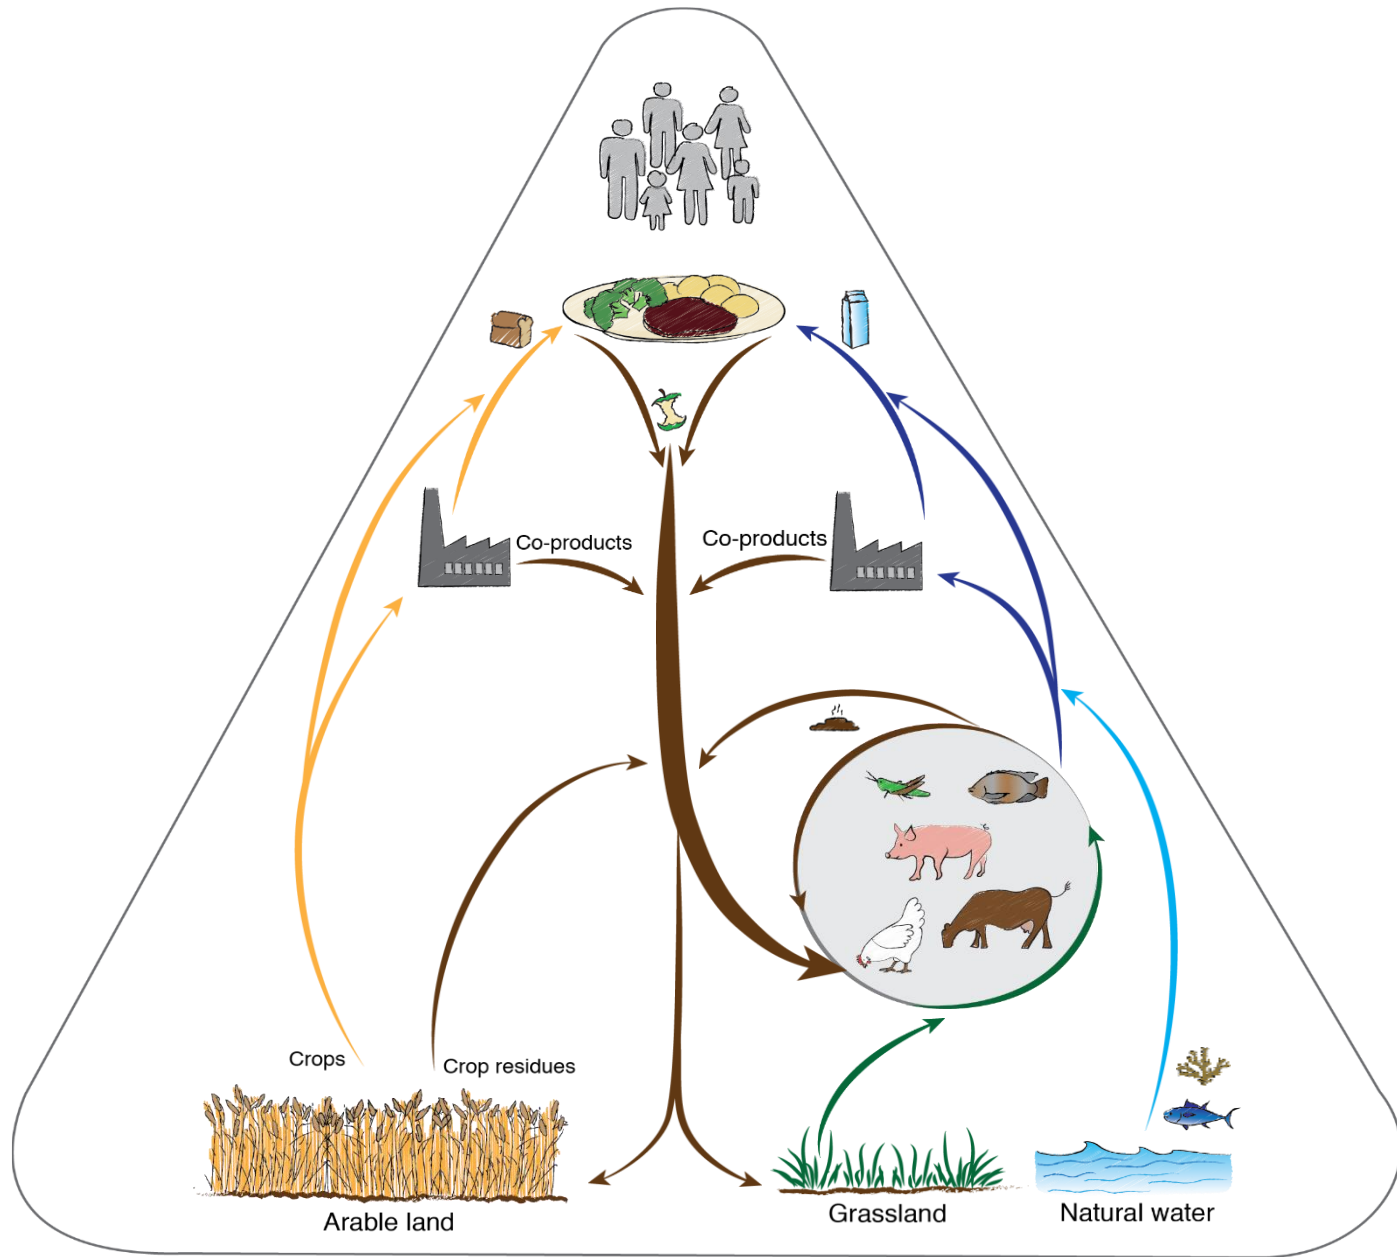 Co-products
Co-products
Crops
Crop residues
Arable land
Grassland
Natural water